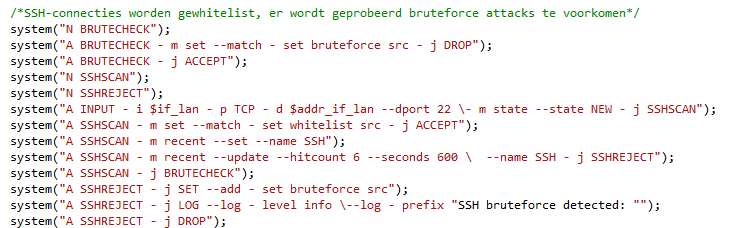 /*SSH-connecties worden gewhitelist, er wordt geprobeerd bruteforce attacks te voorkomen*/
system("N BRUTECHECK");
system("A BRUTECHECK - m set --match - set bruteforce src - j DROP");
system("A BRUTECHECK - j ACCEPT");
system("N SSHSCAN");
system("N SSHREJECT");
system("A INPUT - i $if_lan - p TCP - d $addr_if_lan --dport 22 \- m state --state NEW - j SSHSCAN");
system("A SSHSCAN - m set --match - set whitelist src - j ACCEPT");
system("A SSHSCAN - m recent --set --name SSH");
system("A SSHSCAN - m recent --update --hitcount 6 --seconds 600 \  --name SSH - j SSHREJECT");
system("A SSHSCAN - j BRUTECHECK");
system("A SSHREJECT - j SET --add - set bruteforce src");
system("A SSHREJECT - j LOG --log - level info \--log - prefix "SSH bruteforce detected: "");
system("A SSHREJECT - j DROP");